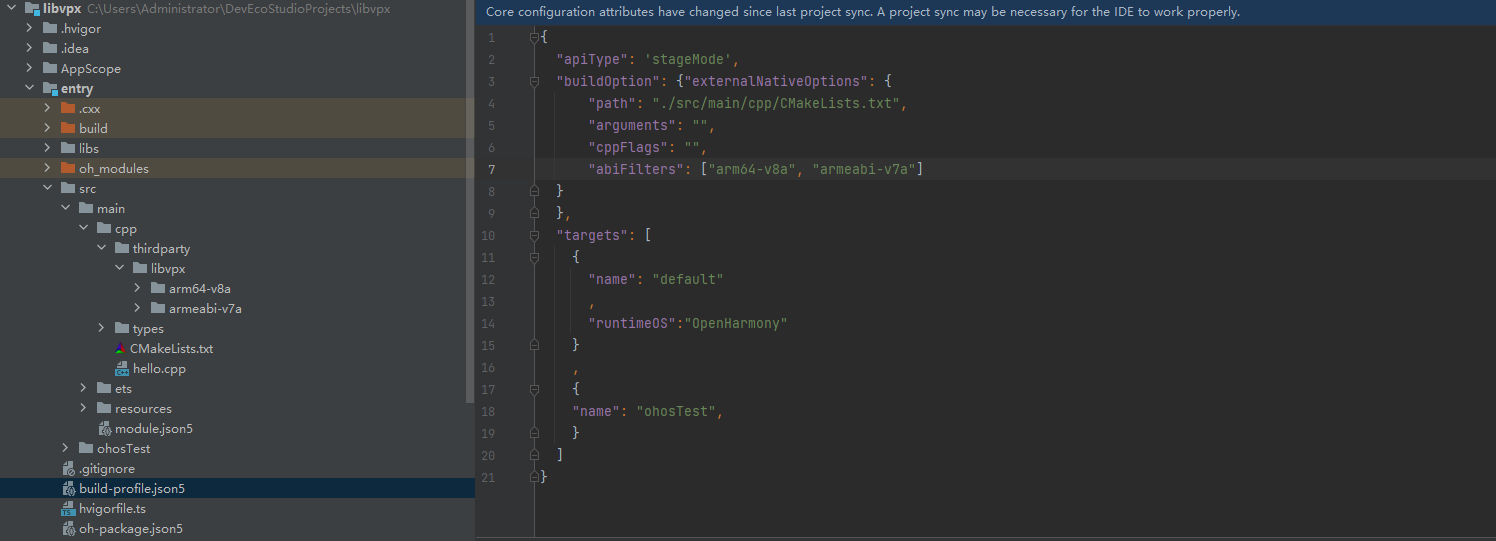 libvpx C:\Users\Administrator\DevEcoStudioProjects\libvpx
.hvigor
.idea
AppScope
entry
.cxx
build
libs
oh_modules
src
main
cpp
thirdparty
libvpx
arm64-v8a
armeabi-v7a
types
CMakeLists.txt
hello.cpp
ets
resources
module.json5
ohosTest
.gitignore
build-profile.json5
hvigorfile.ts
oh-package.json5
Core configuration attributes have changed since last project sync. A project sync may be necessary for the IDE to work properly.
1 {
2 "apiType": 'stageMode',
3 "buildOption": {"externalNativeOptions": {
4 "path": "./src/main/cpp/CMakeLists.txt",
5 "arguments": "",
6 "cppFlags": "",
7 "abiFilters": ["arm64-v8a", "armeabi-v7a"]
8 }
9 },
10 "targets": [
11 {
12 "name": "default"
13 ,
14 "runtimeOS":"OpenHarmony"
15 }
16 ,
17 {
18 "name": "ohosTest",
19 }
20 ]
21 }